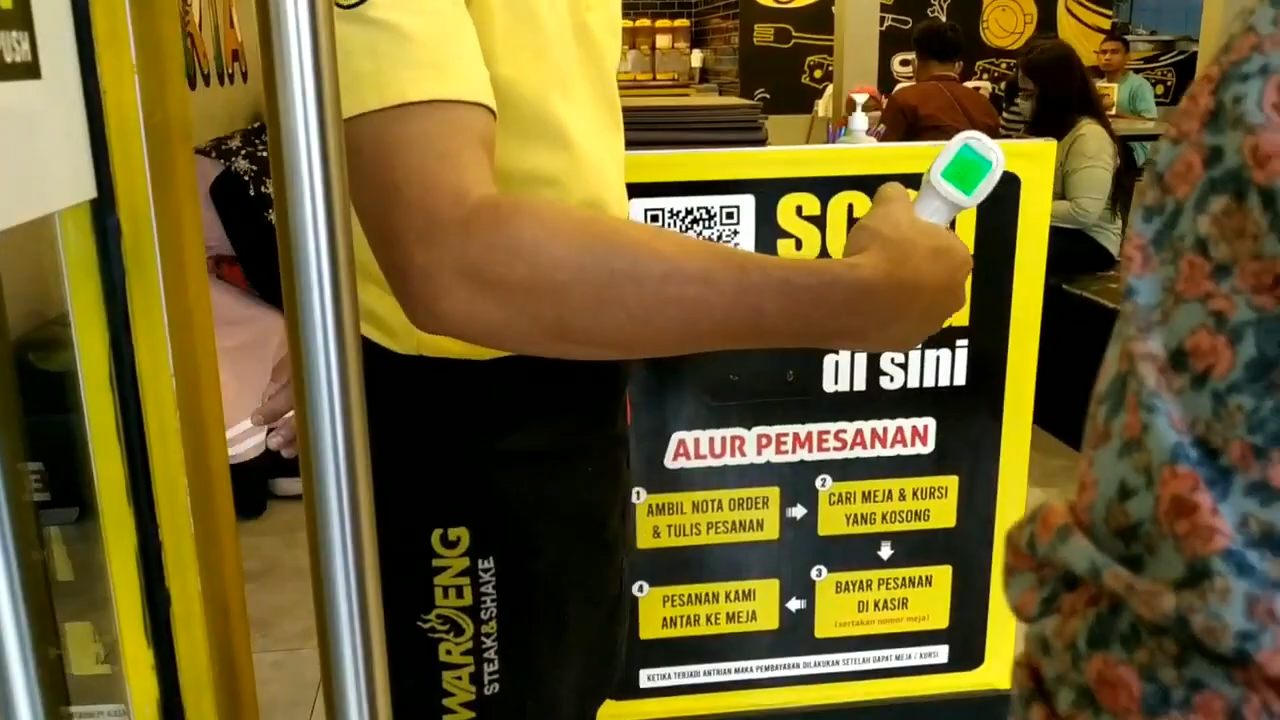 PUSH
di sini
ALUR PEMESANAN
1
AMBIL NOTA ORDER
& TULIS PESANAN
2
CARI MEJA & KURSI
YANG KOSONG
3
BAYAR PESANAN
DI KASIR
(sertakan nomor meja)
4
PESANAN KAMI
ANTAR KE MEJA
KETIKA TERJADI ANTRIAN MAKA PEMBAYARAN DILAKUKAN SETELAH DAPAT MEJA / KURSI
WAROENG
STEAK&SHAKE